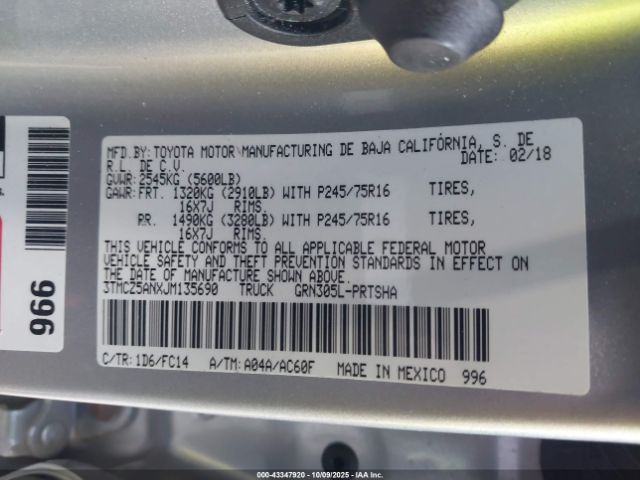 MFD.BY:TOYOTA MOTOR MANUFACTURING DE BAJA CALIFÓRNIA, S. DE
R.L. DE C.V. DATE: 02/18
GVWR:2545KG (5600LB)
GAWR:FRT. 1320KG (2910LB) WITH P245/75R16 TIRES,
16X7J RIMS.
RR. 1490KG (3280LB) WITH P245/75R16 TIRES,
16X7J RIMS.
THIS VEHICLE CONFORMS TO ALL APPLICABLE FEDERAL MOTOR
VEHICLE SAFETY AND THEFT PREVENTION STANDARDS IN EFFECT ON
THE DATE OF MANUFACTURE SHOWN ABOVE.
3TMCZ5ANXJM135690 TRUCK GRN305L-PRTSHA
C/TR:1D6/FC14 A/TM:A04A/AC60F MADE IN MEXICO 996
996
00-43347920 - 10/09/2025 - COPYRIGHT IAA